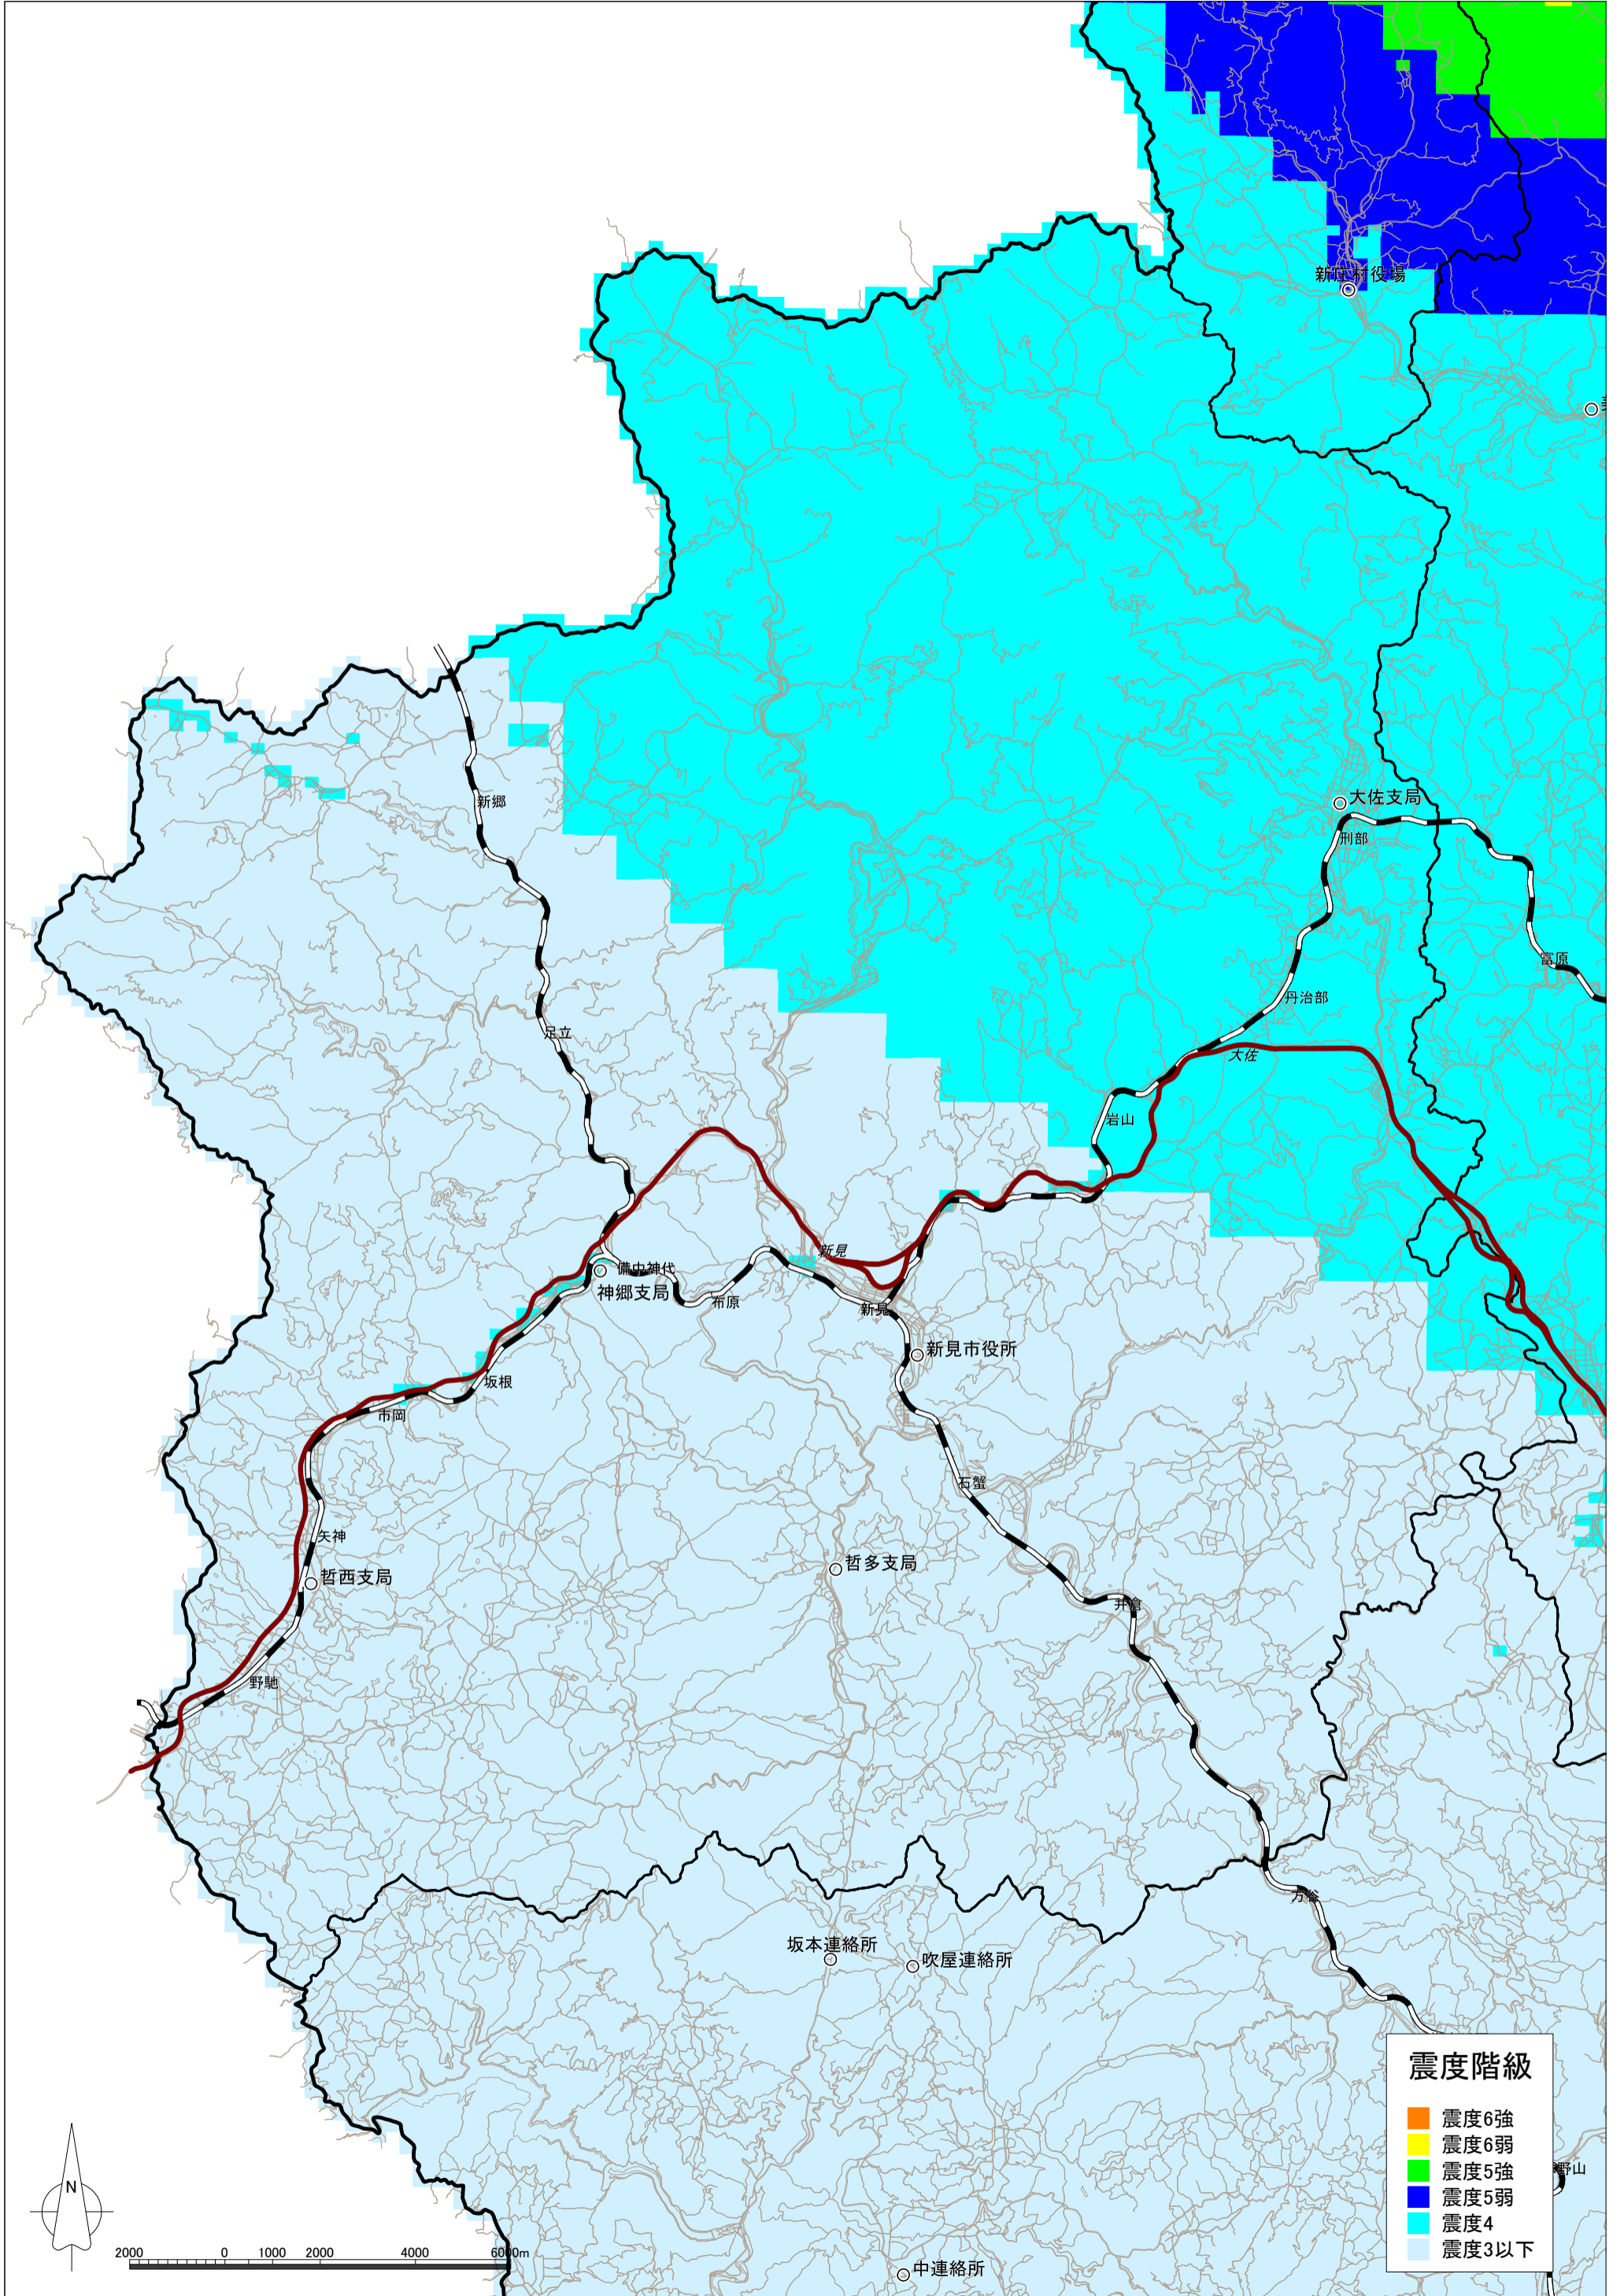 新庄村役場
新郷
大佐支局
刑部
富原
丹治部
足立
大佐
岩山
新見
備中神代
神郷支局
布原
新見
新見市役所
坂根
市岡
石蟹
矢神
哲多支局
哲西支局
井倉
野馳
方谷
坂本連絡所
吹屋連絡所
震度階級
震度6強
震度6弱
震度5強
震度5弱
震度4
震度3以下
野山
N
2000 0 1000 2000 4000 6000m
中連絡所